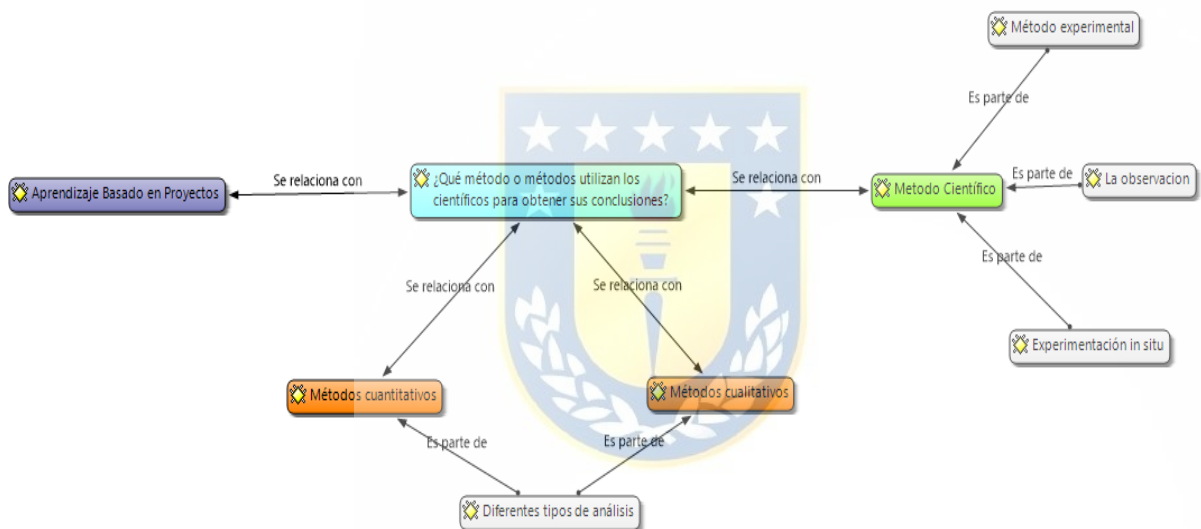 Método experimental
Es parte de
Se relaciona con
¿Qué método o métodos utilizan los
científicos para obtener sus conclusiones?
Se relaciona con
Es parte de
Aprendizaje Basado en Proyectos
Metodo Científico
La observacion
Es parte de
Se relaciona con
Se relaciona con
Experimentación in situ
Métodos cuantitativos
Métodos cualitativos
Es parte de
Es parte de
Diferentes tipos de análisis